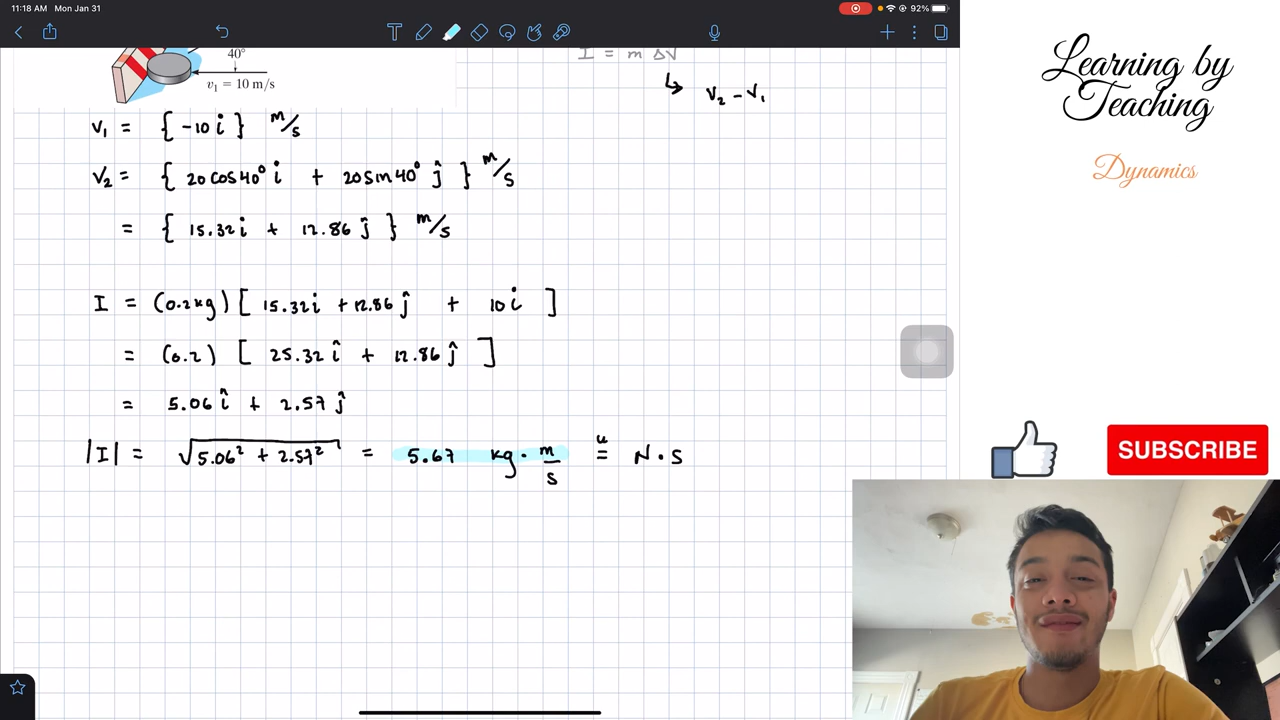 11:18 AM Mon Jan 31
92%
40°
v₁ = 10 m/s
I = m ΔV
↳ V₂ - V₁
V₁ = { -10 i } m/s
V₂ = { 20 cos40° i + 20 sin 40° ĵ } m/s
= { 15.32 i + 12.86 ĵ } m/s
I = (0.2 kg) [ 15.32 i + 12.86 ĵ + 10 i ]
= (0.2) [ 25.32 î + 12.86 ĵ ]
= 5.06 î + 2.57 ĵ
|I| = √5.06² + 2.57² = 5.67 kg · m/s ᵘ= N · s
Learning by
Teaching
Dynamics
SUBSCRIBE